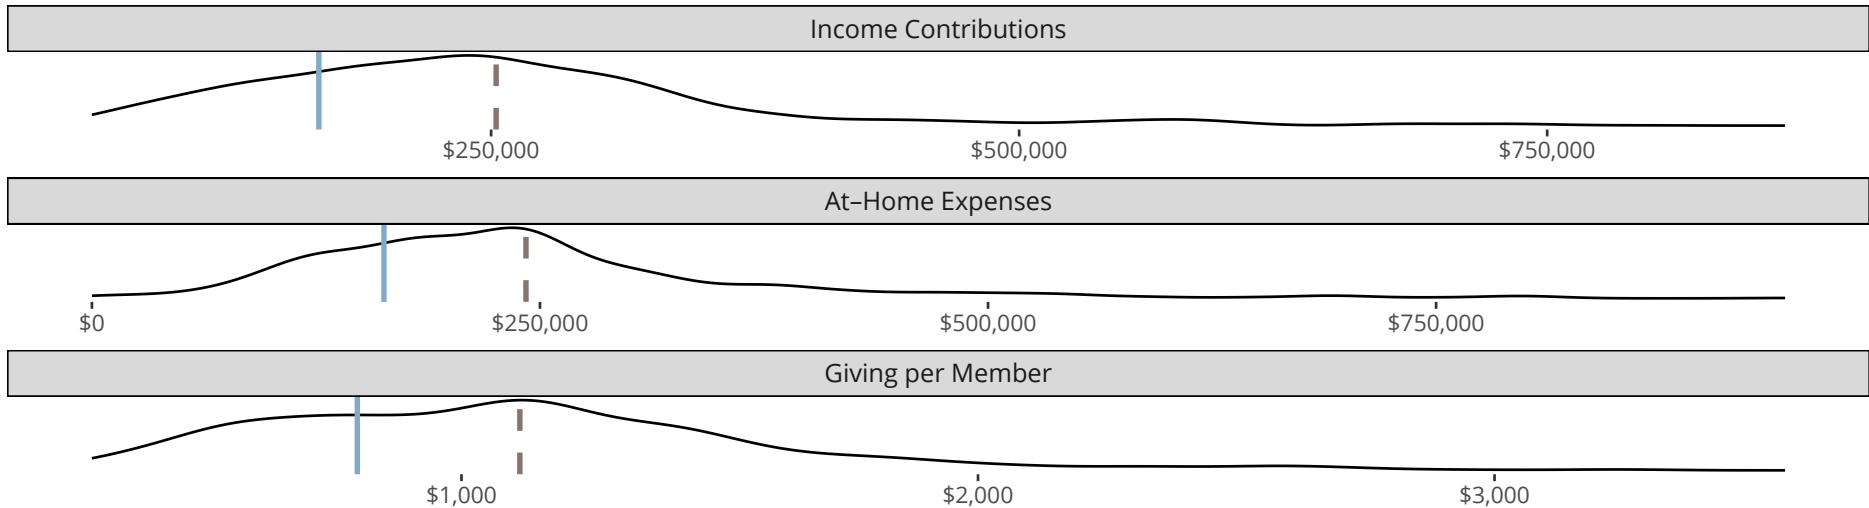 Income Contributions
$250,000 $500,000 $750,000
At–Home Expenses
$0 $250,000 $500,000 $750,000
Giving per Member
$1,000 $2,000 $3,000